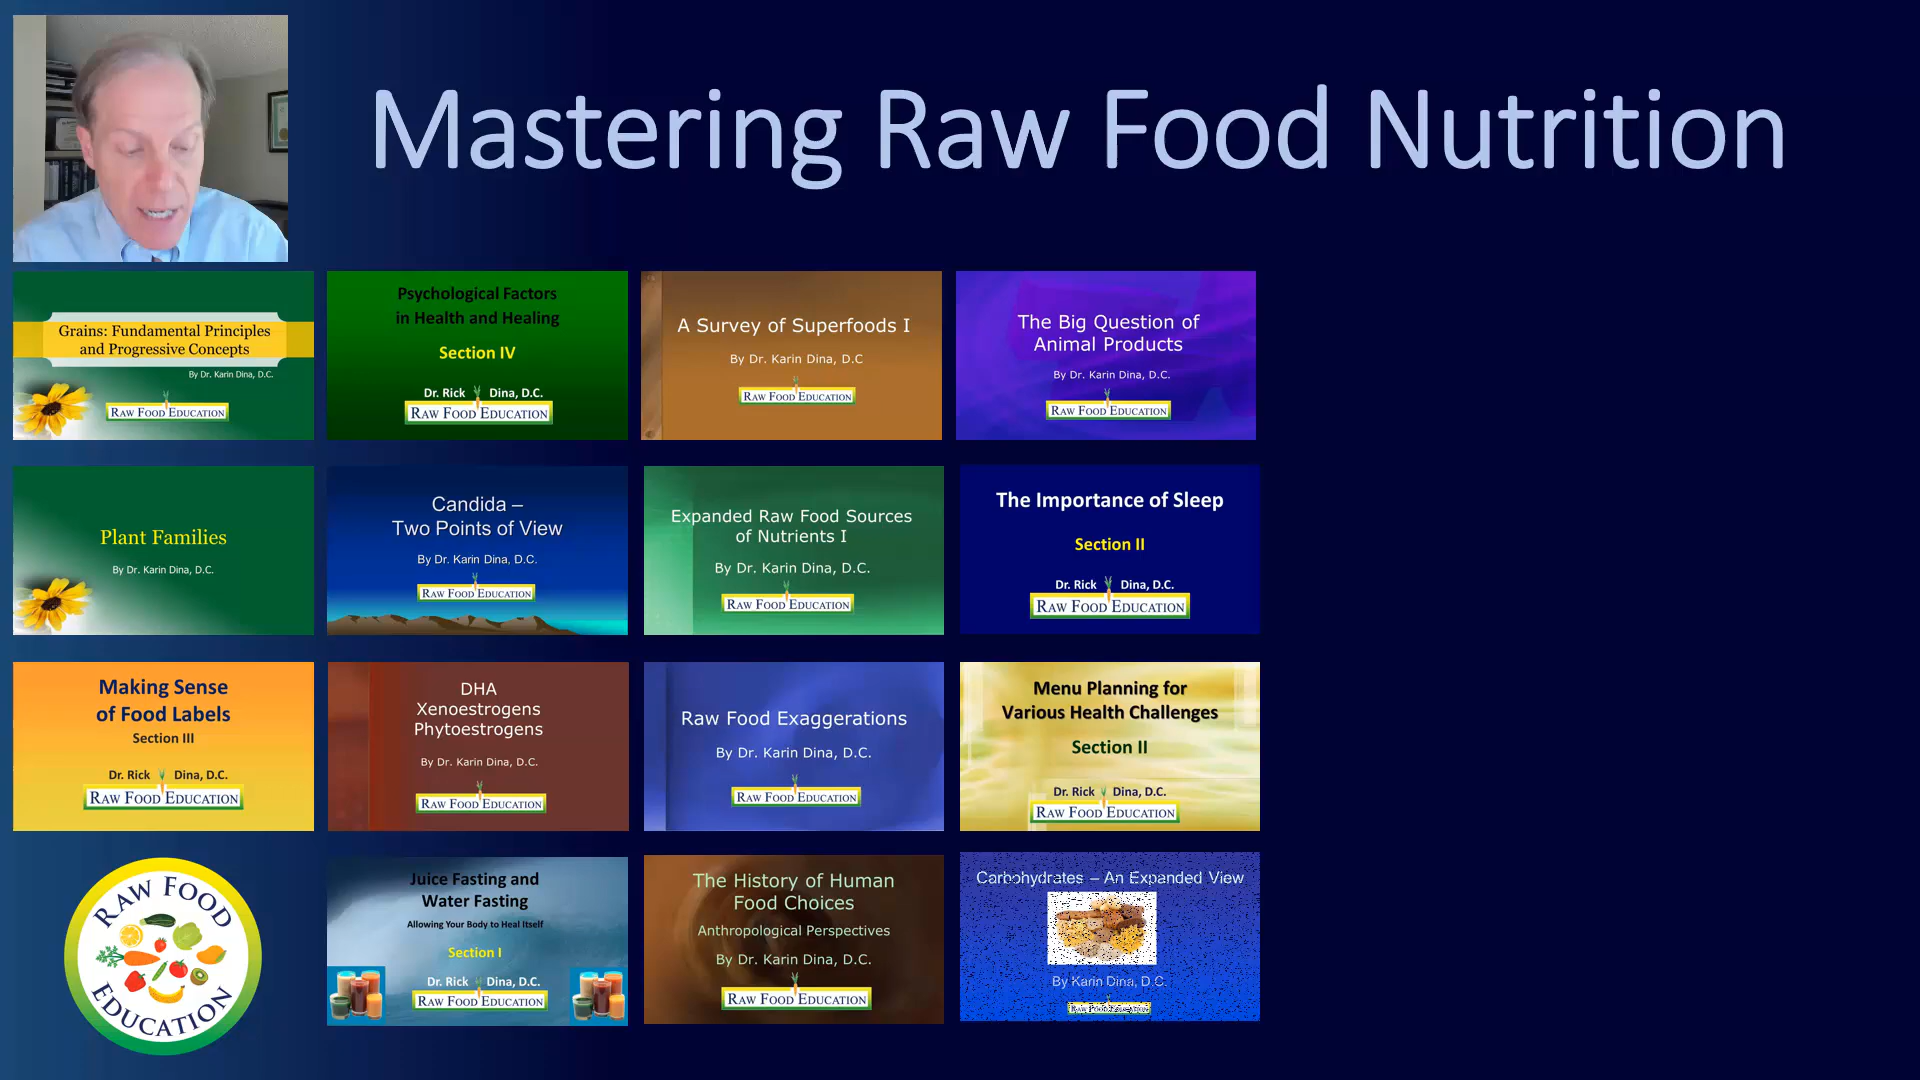 Mastering Raw Food Nutrition
Grains: Fundamental Principles
and Progressive Concepts
By Dr. Karin Dina, D.C.
RAW FOOD EDUCATION
Psychological Factors
in Health and Healing
Section IV
Dr. Rick Dina, D.C.
RAW FOOD EDUCATION
A Survey of Superfoods I
By Dr. Karin Dina, D.C
RAW FOOD EDUCATION
The Big Question of
Animal Products
By Dr. Karin Dina, D.C.
RAW FOOD EDUCATION
Plant Families
By Dr. Karin Dina, D.C.
Candida –
Two Points of View
By Dr. Karin Dina, D.C.
RAW FOOD EDUCATION
Expanded Raw Food Sources
of Nutrients I
By Dr. Karin Dina, D.C.
RAW FOOD EDUCATION
The Importance of Sleep
Section II
Dr. Rick Dina, D.C.
RAW FOOD EDUCATION
Making Sense
of Food Labels
Section III
Dr. Rick Dina, D.C.
RAW FOOD EDUCATION
DHA
Xenoestrogens
Phytoestrogens
By Dr. Karin Dina, D.C.
RAW FOOD EDUCATION
Raw Food Exaggerations
By Dr. Karin Dina, D.C.
RAW FOOD EDUCATION
Menu Planning for
Various Health Challenges
Section II
Dr. Rick Dina, D.C.
RAW FOOD EDUCATION
RAW FOOD
EDUCATION
Juice Fasting and
Water Fasting
Allowing Your Body to Heal Itself
Section I
Dr. Rick Dina, D.C.
RAW FOOD EDUCATION
The History of Human
Food Choices
Anthropological Perspectives
By Dr. Karin Dina, D.C.
RAW FOOD EDUCATION
Carbohydrates – An Expanded View
By Karin Dina, D.C.
RAW FOOD EDUCATION